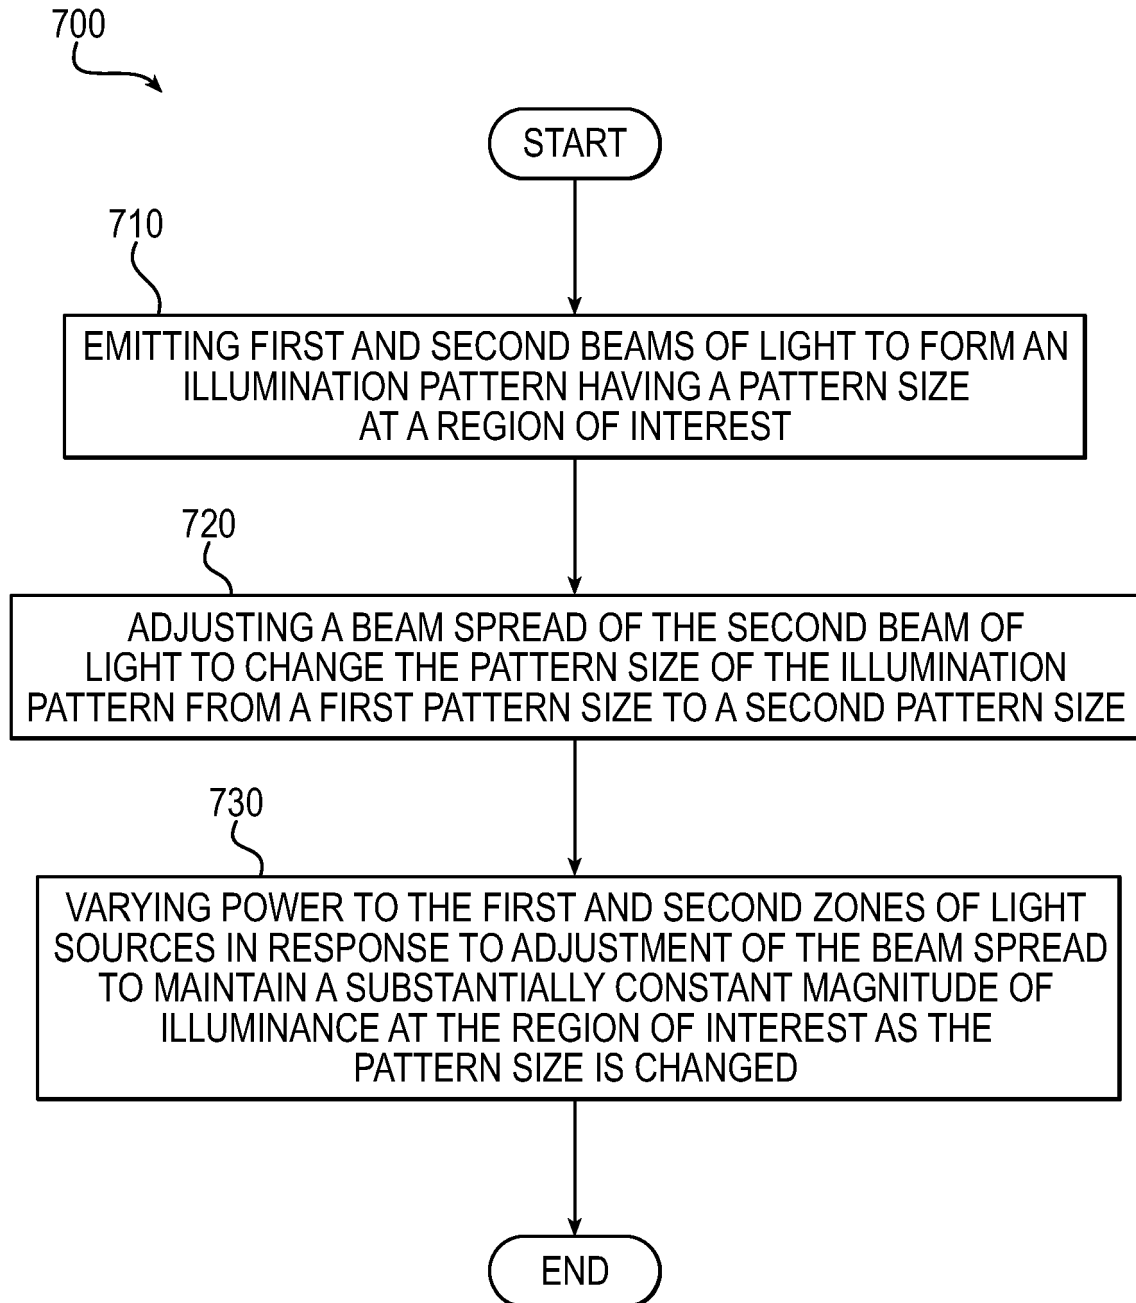 700
START
710
EMITTING FIRST AND SECOND BEAMS OF LIGHT TO FORM AN
ILLUMINATION PATTERN HAVING A PATTERN SIZE
AT A REGION OF INTEREST
720
ADJUSTING A BEAM SPREAD OF THE SECOND BEAM OF
LIGHT TO CHANGE THE PATTERN SIZE OF THE ILLUMINATION
PATTERN FROM A FIRST PATTERN SIZE TO A SECOND PATTERN SIZE
730
VARYING POWER TO THE FIRST AND SECOND ZONES OF LIGHT
SOURCES IN RESPONSE TO ADJUSTMENT OF THE BEAM SPREAD
TO MAINTAIN A SUBSTANTIALLY CONSTANT MAGNITUDE OF
ILLUMINANCE AT THE REGION OF INTEREST AS THE
PATTERN SIZE IS CHANGED
END